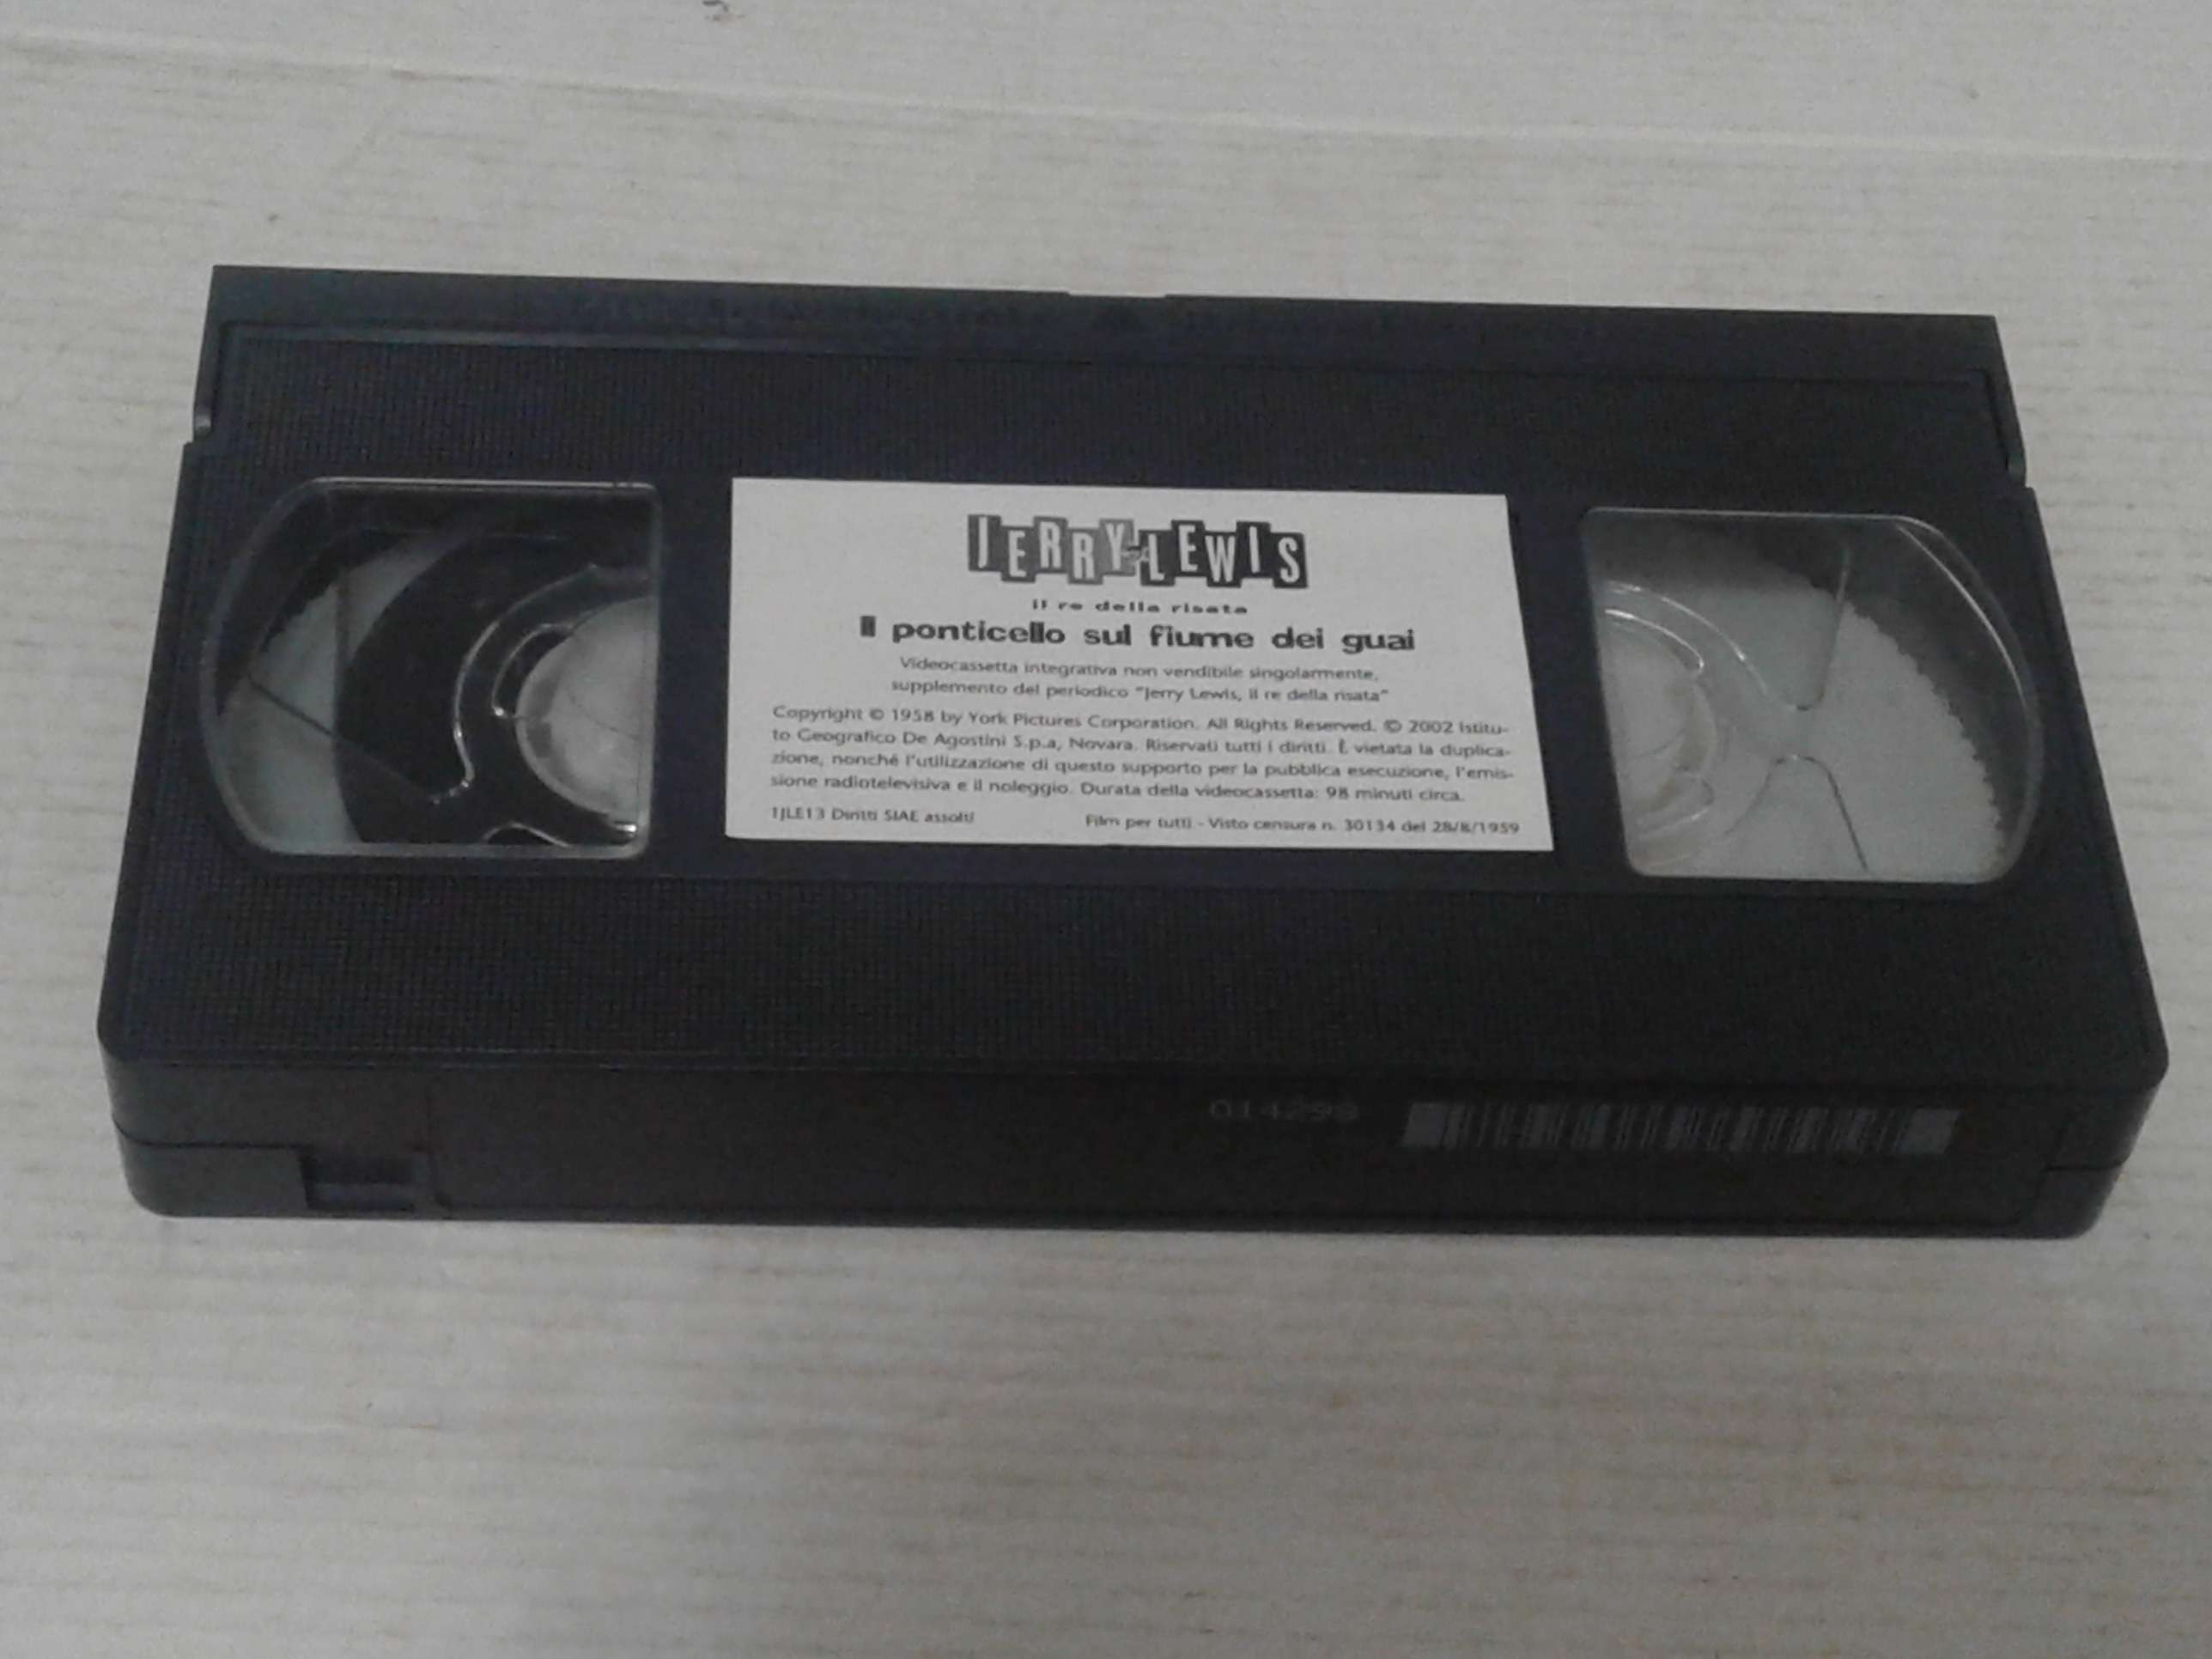 JERRY LEWIS
il re della risata
Il ponticello sul fiume dei guai
Videocassetta integrativa non vendibile singolarmente,
supplemento del periodico "Jerry Lewis, il re della risata"
Copyright © 1958 by York Pictures Corporation. All Rights Reserved. © 2002 Istitu-
to Geografico De Agostini S.p.a, Novara. Riservati tutti i diritti. È vietata la duplica-
zione, nonché l'utilizzazione di questo supporto per la pubblica esecuzione, l'emis-
sione radiotelevisiva e il noleggio. Durata della videocassetta: 98 minuti circa.
1JLE13 Diritti SIAE assolti
Film per tutti - Visto censura n. 30134 del 28/8/1959